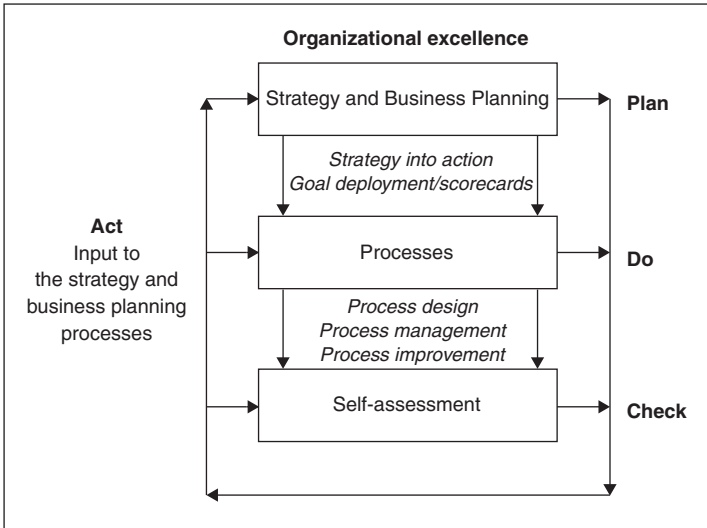 Organizational excellence
Strategy and Business Planning
Plan
Strategy into action
Goal deployment/scorecards
Act
Input to
the strategy and
business planning
processes
Processes
Do
Process design
Process management
Process improvement
Self-assessment
Check